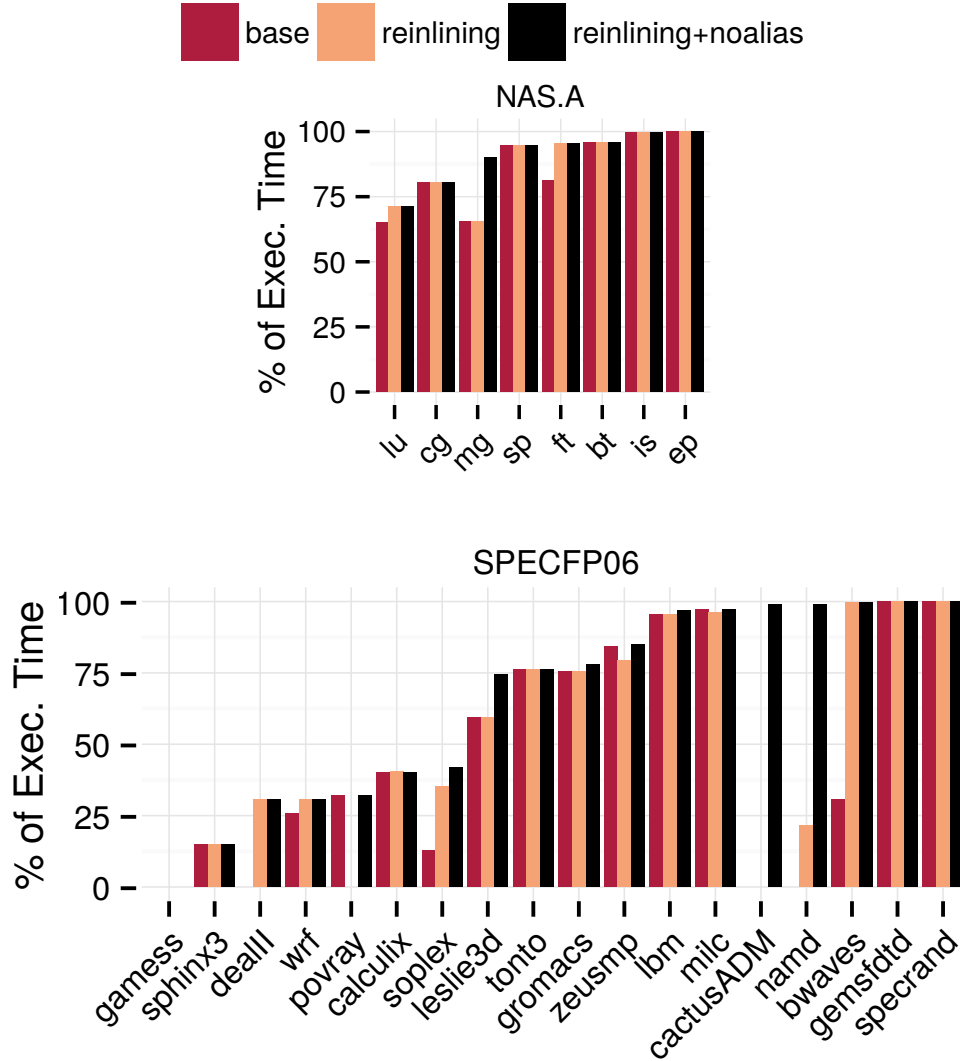 base reinlining reinlining+noalias
NAS.A
% of Exec. Time
100
75
50
25
0
lu cg mg sp ft bt is ep
SPECFP06
% of Exec. Time
100
75
50
25
0
gamess sphinx3 dealII wrf povray calculix soplex leslie3d tonto gromacs zeusmp lbm milc cactusADM namd bwaves gemsfdtd specrand